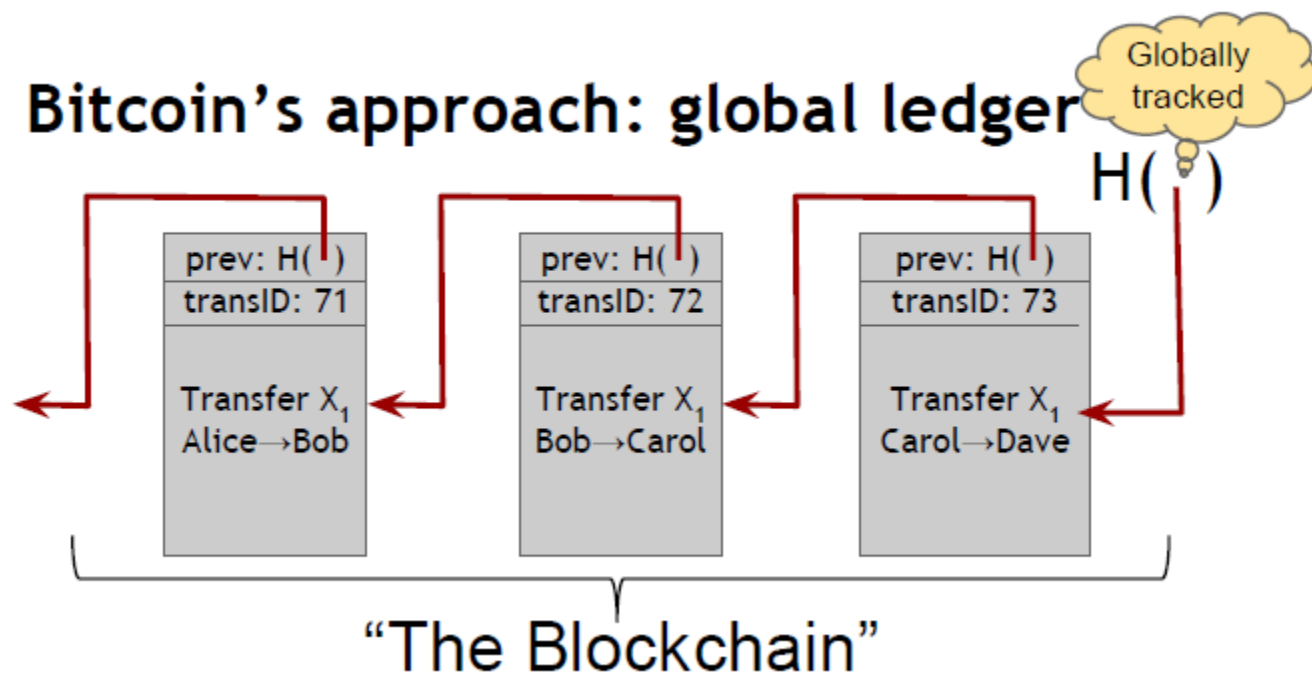 Globally
tracked
Bitcoin's approach: global ledger
H( )
prev: H( )
transID: 71
Transfer X₁
Alice→Bob
prev: H( )
transID: 72
Transfer X₁
Bob→Carol
prev: H( )
transID: 73
Transfer X₁
Carol→Dave
“The Blockchain”